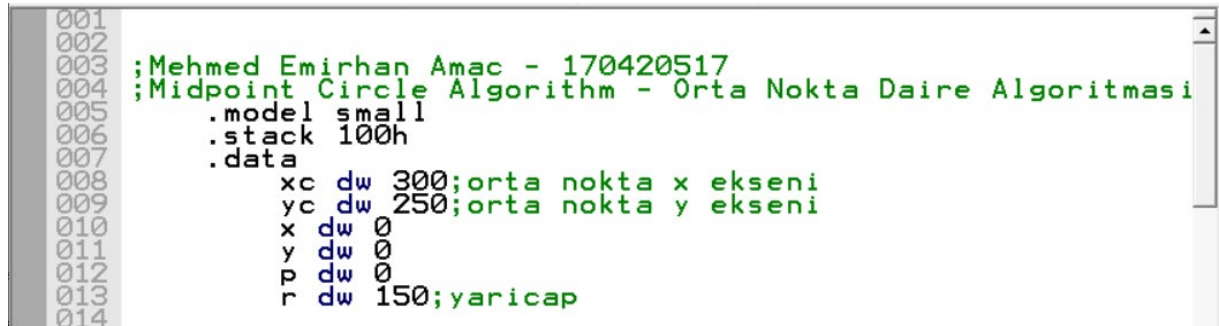 001
002
003 ;Mehmed Emirhan Amac - 170420517
004 ;Midpoint Circle Algorithm - Orta Nokta Daire Algoritmasi
005 .model small
006 .stack 100h
007 .data
008 xc dw 300;orta nokta x ekseni
009 yc dw 250;orta nokta y ekseni
010 x dw 0
011 y dw 0
012 p dw 0
013 r dw 150;yaricap
014